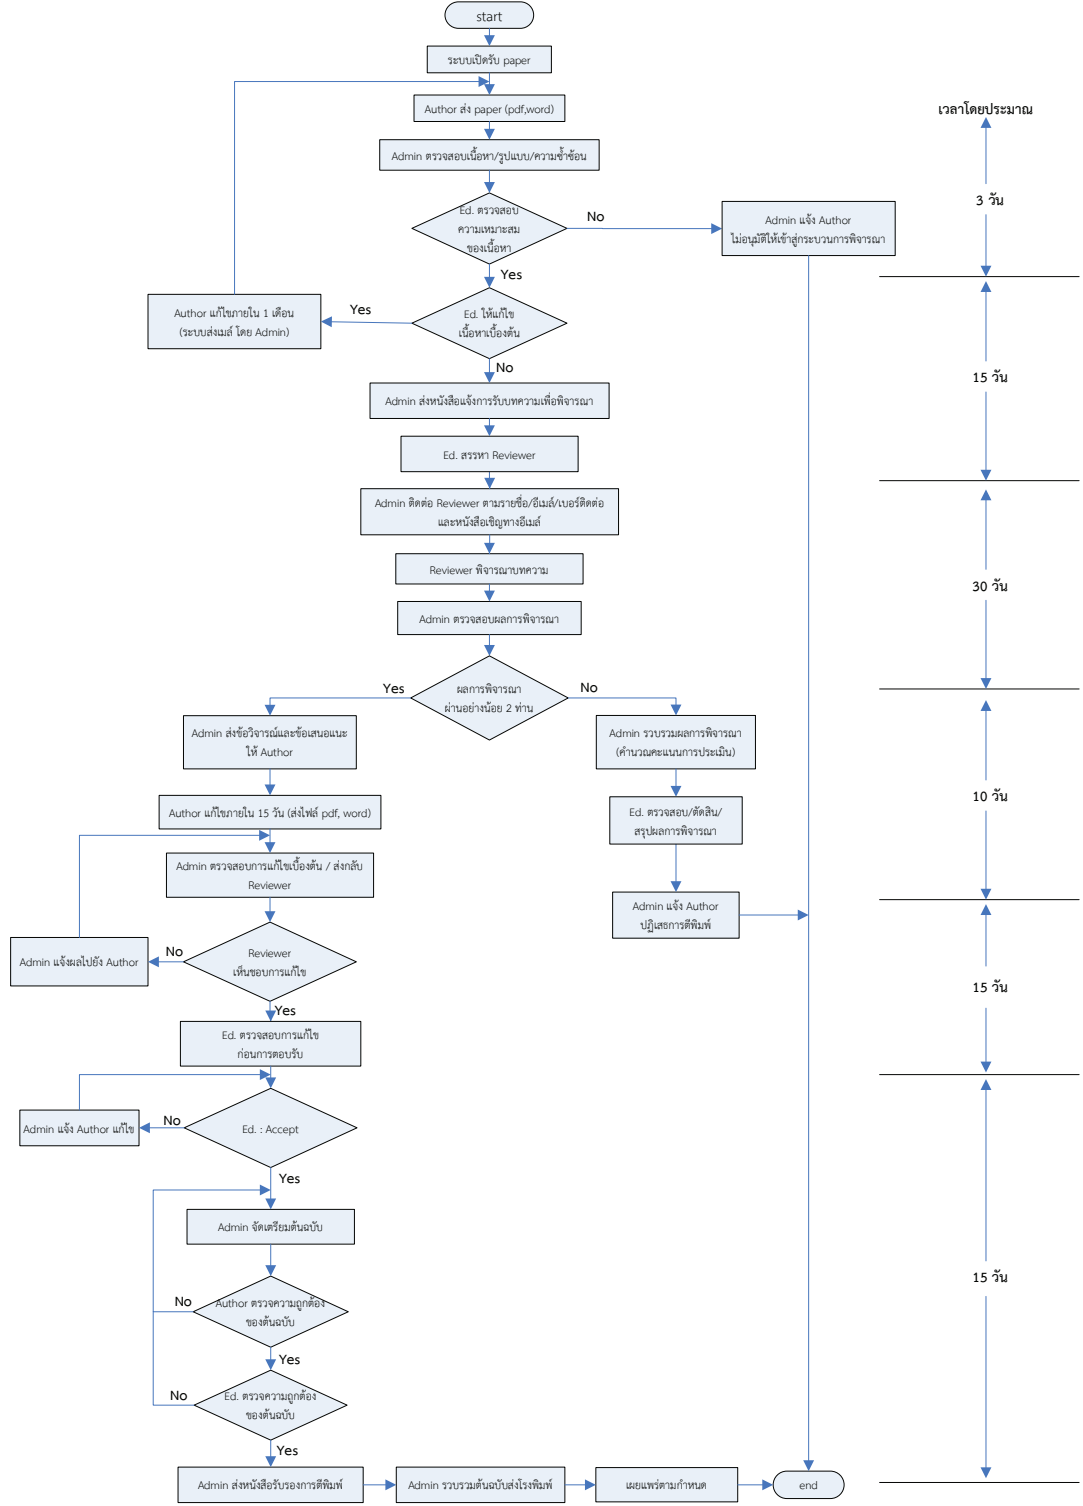 start
ระบบเปิดรับ paper
Author ส่ง paper (pdf,word)
เวลาโดยประมาณ
Admin ตรวจสอบเนื้อหา/รูปแบบ/ความซ้ำซ้อน
3 วัน
Ed. ตรวจสอบ
ความเหมาะสม
ของเนื้อหา
No
Admin แจ้ง Author
ไม่อนุมัติให้เข้าสู่กระบวนการพิจารณา
Yes
Ed. ให้แก้ไข
เนื้อหาเบื้องต้น
Yes
Author แก้ไขภายใน 1 เดือน
(ระบบส่งเมล์ โดย Admin)
No
15 วัน
Admin ส่งหนังสือแจ้งการรับบทความเพื่อพิจารณา
Ed. สรรหา Reviewer
Admin ติดต่อ Reviewer ตามรายชื่อ/อีเมล์/เบอร์ติดต่อ
และหนังสือเชิญทางอีเมล์
Reviewer พิจารณาบทความ
30 วัน
Admin ตรวจสอบผลการพิจารณา
ผลการพิจารณา
ผ่านอย่างน้อย 2 ท่าน
Yes
No
Admin ส่งข้อวิจารณ์และข้อเสนอแนะ
ให้ Author
Admin รวบรวมผลการพิจารณา
(คำนวณคะแนนการประเมิน)
10 วัน
Author แก้ไขภายใน 15 วัน (ส่งไฟล์ pdf, word)
Ed. ตรวจสอบ/ตัดสิน/
สรุปผลการพิจารณา
Admin ตรวจสอบการแก้ไขเบื้องต้น / ส่งกลับ
Reviewer
Admin แจ้ง Author
ปฏิเสธการตีพิมพ์
Reviewer
เห็นชอบการแก้ไข
No
Admin แจ้งผลไปยัง Author
15 วัน
Yes
Ed. ตรวจสอบการแก้ไข
ก่อนการตอบรับ
Ed. : Accept
No
Admin แจ้ง Author แก้ไข
Yes
Admin จัดเตรียมต้นฉบับ
15 วัน
Author ตรวจความถูกต้อง
ของต้นฉบับ
No
Yes
Ed. ตรวจความถูกต้อง
ของต้นฉบับ
No
Yes
Admin ส่งหนังสือรับรองการตีพิมพ์
Admin รวบรวมต้นฉบับส่งโรงพิมพ์
เผยแพร่ตามกำหนด
end